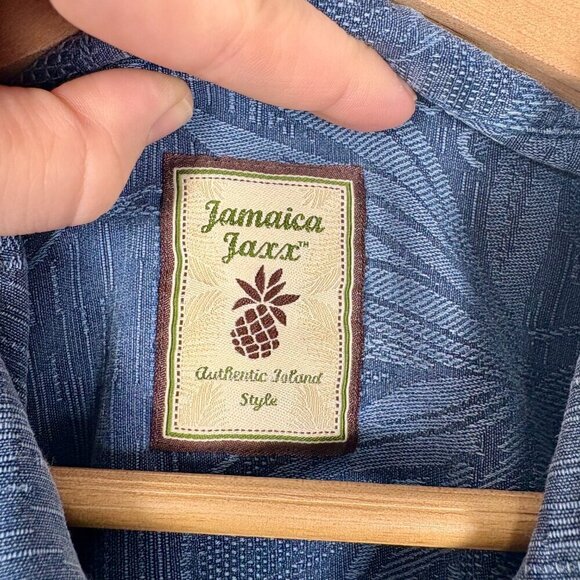 Jamaica
Jaxx™
Authentic Island
Style